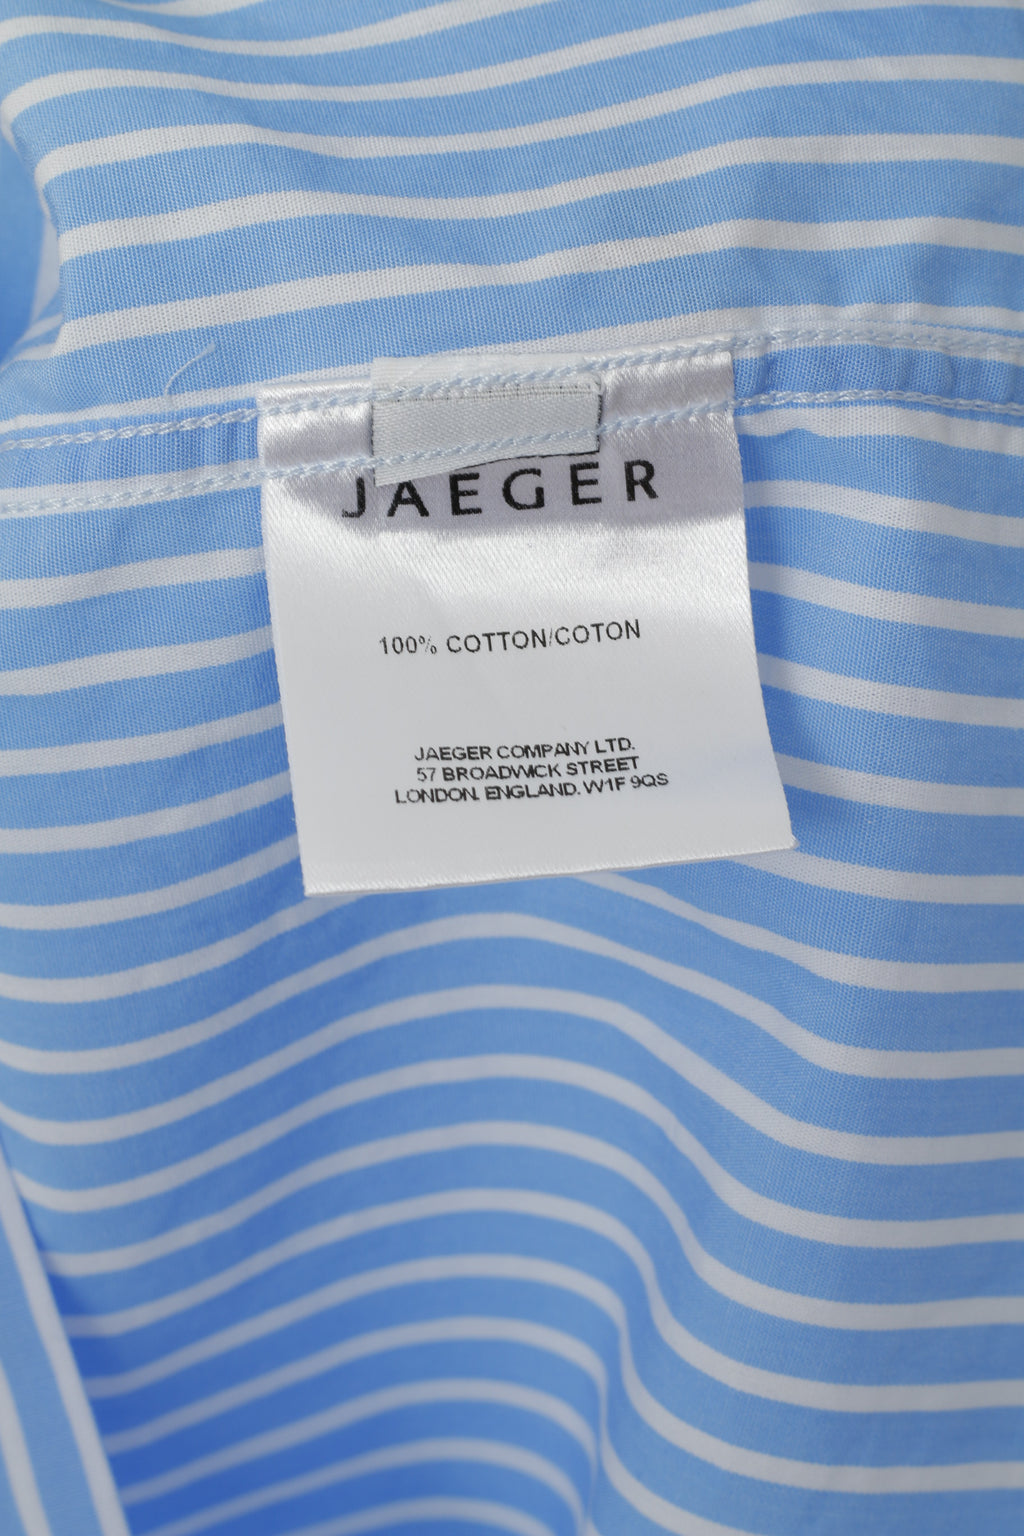 JAEGER
100% COTTON/COTON
JAEGER COMPANY LTD.
57 BROADWICK STREET
LONDON. ENGLAND. W1F 9QS